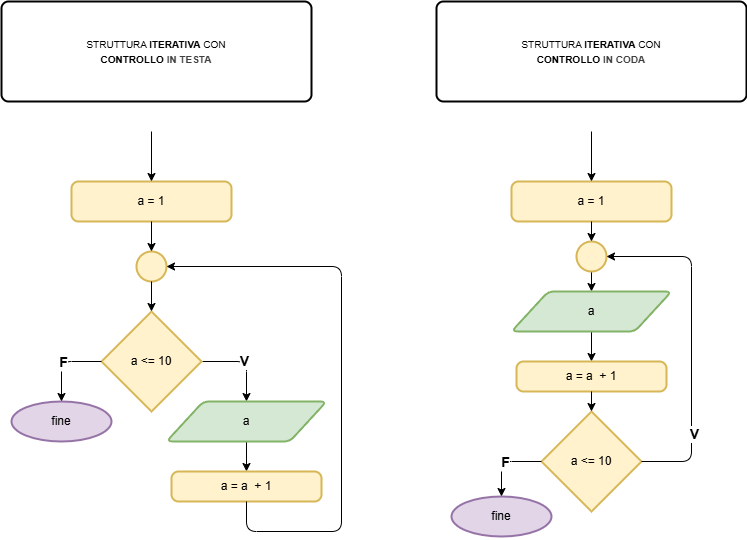 STRUTTURA ITERATIVA CON
CONTROLLO IN TESTA
a = 1
a <= 10
F
V
fine
a
a = a + 1
STRUTTURA ITERATIVA CON
CONTROLLO IN CODA
a = 1
a
a = a + 1
V
a <= 10
F
fine